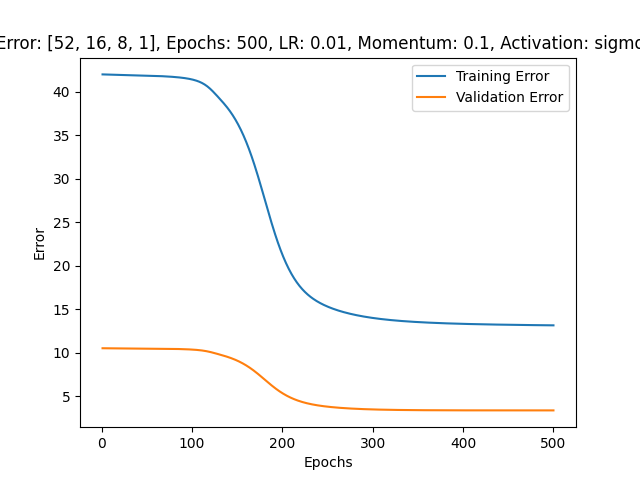 Error: [52, 16, 8, 1], Epochs: 500, LR: 0.01, Momentum: 0.1, Activation: sigmo
Training Error
Validation Error
40
35
30
25
20
15
10
5
Error
0 100 200 300 400 500
Epochs